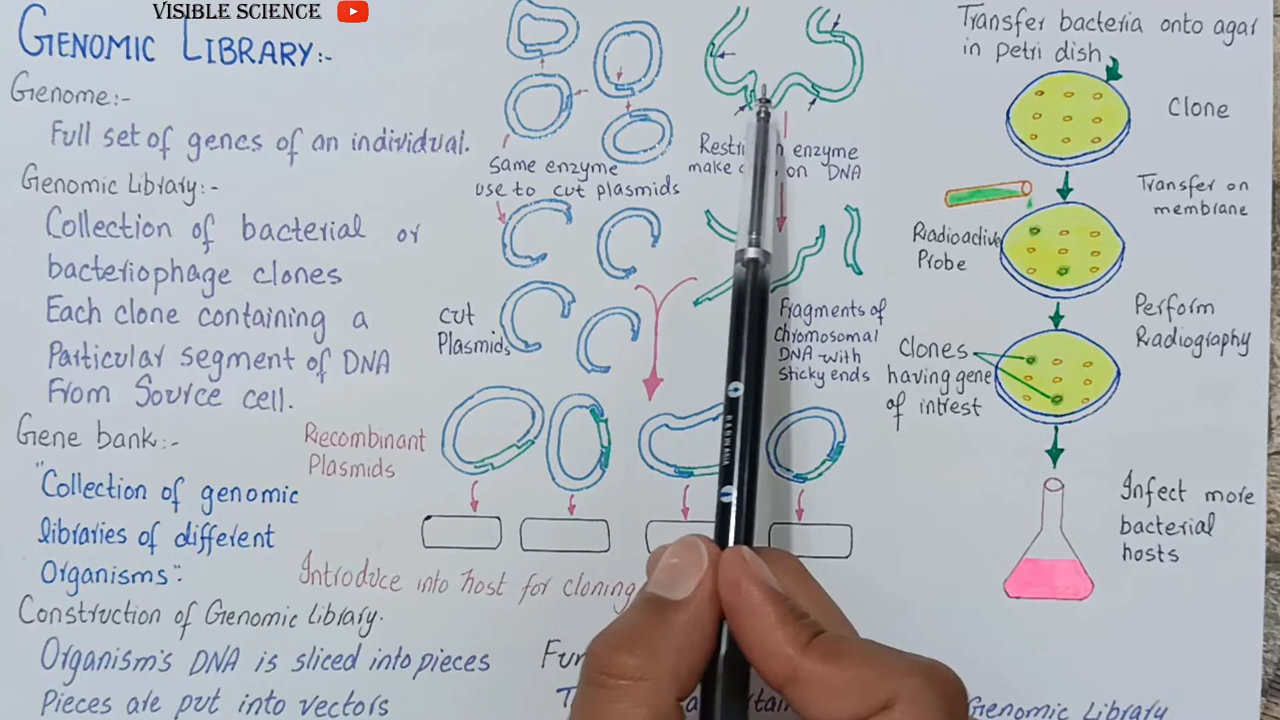 VISIBLE SCIENCE
GENOMIC LIBRARY:-
Genome:-
Full set of genes of an individual.
Genomic Library:-
Collection of bacterial or
bacteriophage clones
Each clone containing a
Particular segment of DNA
From Source cell.
Gene bank:-
"Collection of genomic
libraries of different
Organisms".
Construction of Genomic library.
Organism's DNA is sliced into pieces
Pieces are put into vectors
Same enzyme
use to cut plasmids
cut
Plasmids
Recombinant
Plasmids
Introduce into host for cloning
enzyme
make on DNA
Fragments of
chromosomal
DNA with
sticky ends
Transfer bacteria onto agar
in petri dish
Clone
Transfer on
membrane
Radioactive
Probe
Perform
Radiography
Clones
having gene
of intrest
Infect more
bacterial
hosts
Genomic Library